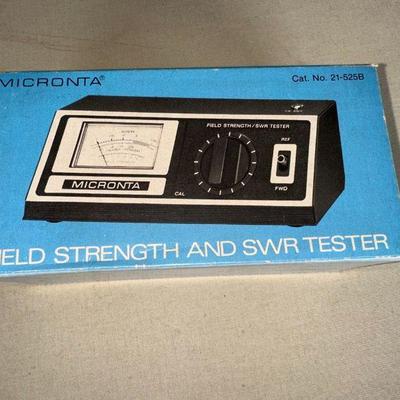 MICRONTA®
Cat. No. 21-525B
FIELD STRENGTH/SWR TESTER
REF
MICRONTA
CAL
FWD
IELD STRENGTH AND SWR TESTER